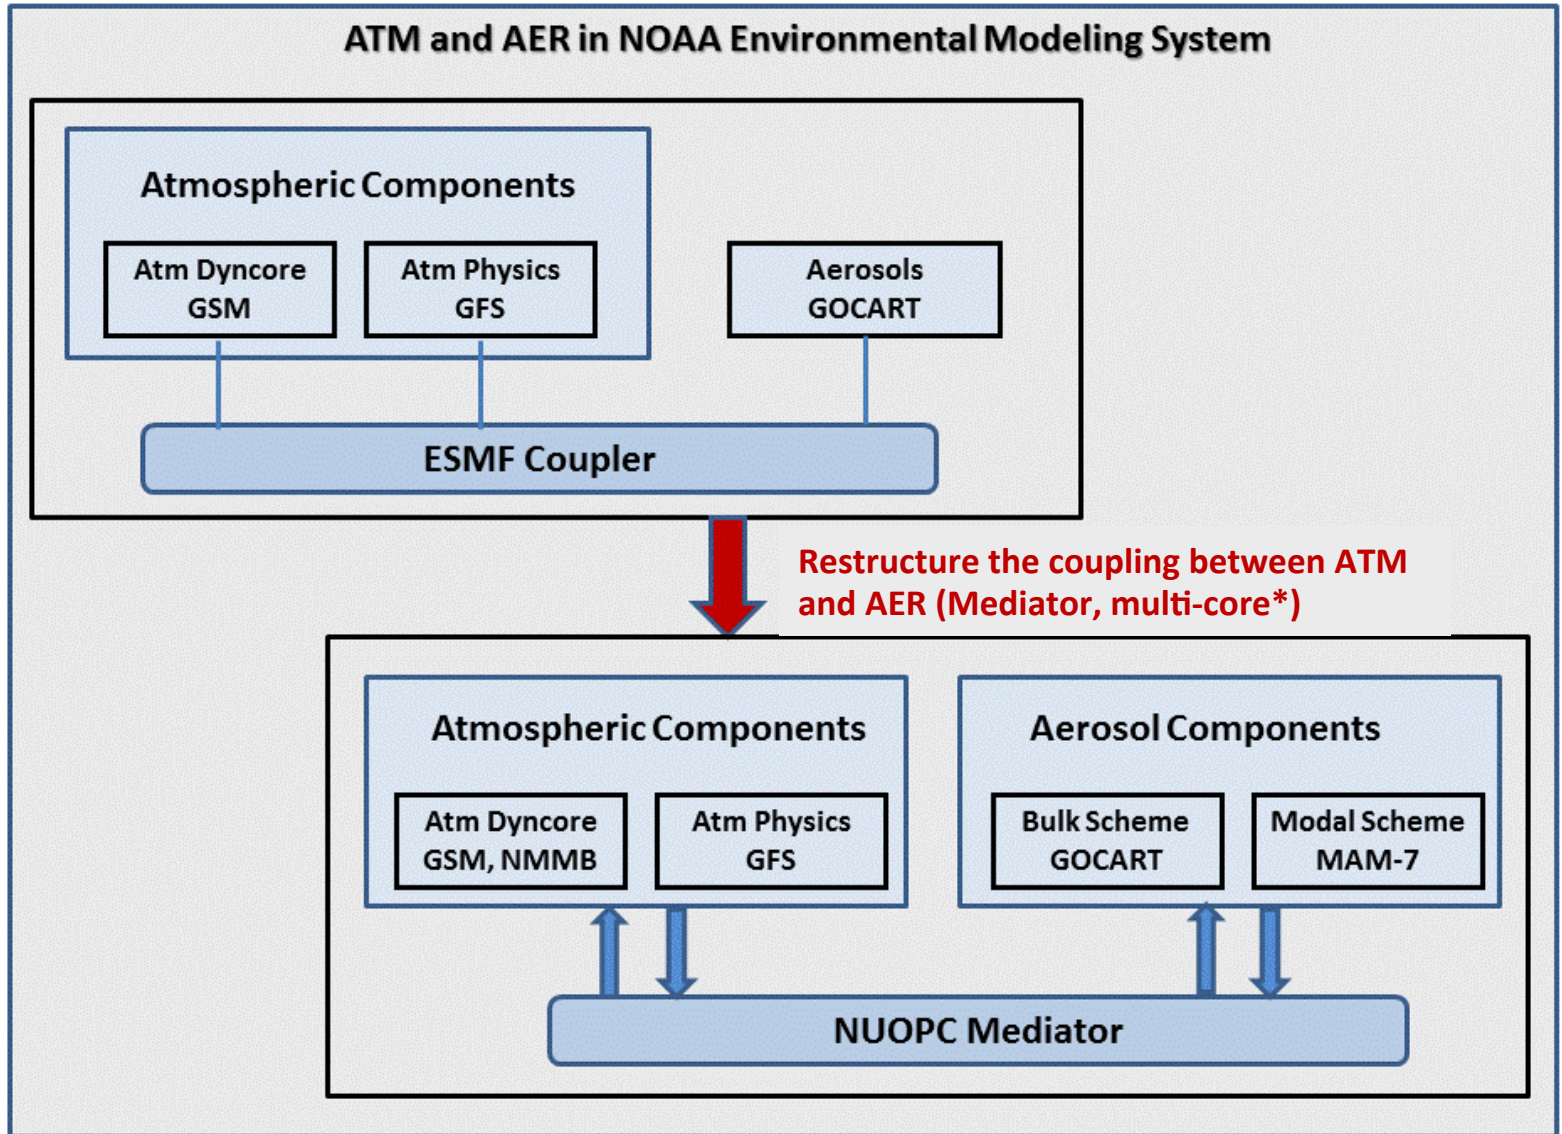 ATM and AER in NOAA Environmental Modeling System
Atmospheric Components
Atm Dyncore
GSM
Atm Physics
GFS
Aerosols
GOCART
ESMF Coupler
Restructure the coupling between ATM
and AER (Mediator, multi-core*)
Atmospheric Components
Atm Dyncore
GSM, NMMB
Atm Physics
GFS
Aerosol Components
Bulk Scheme
GOCART
Modal Scheme
MAM-7
NUOPC Mediator